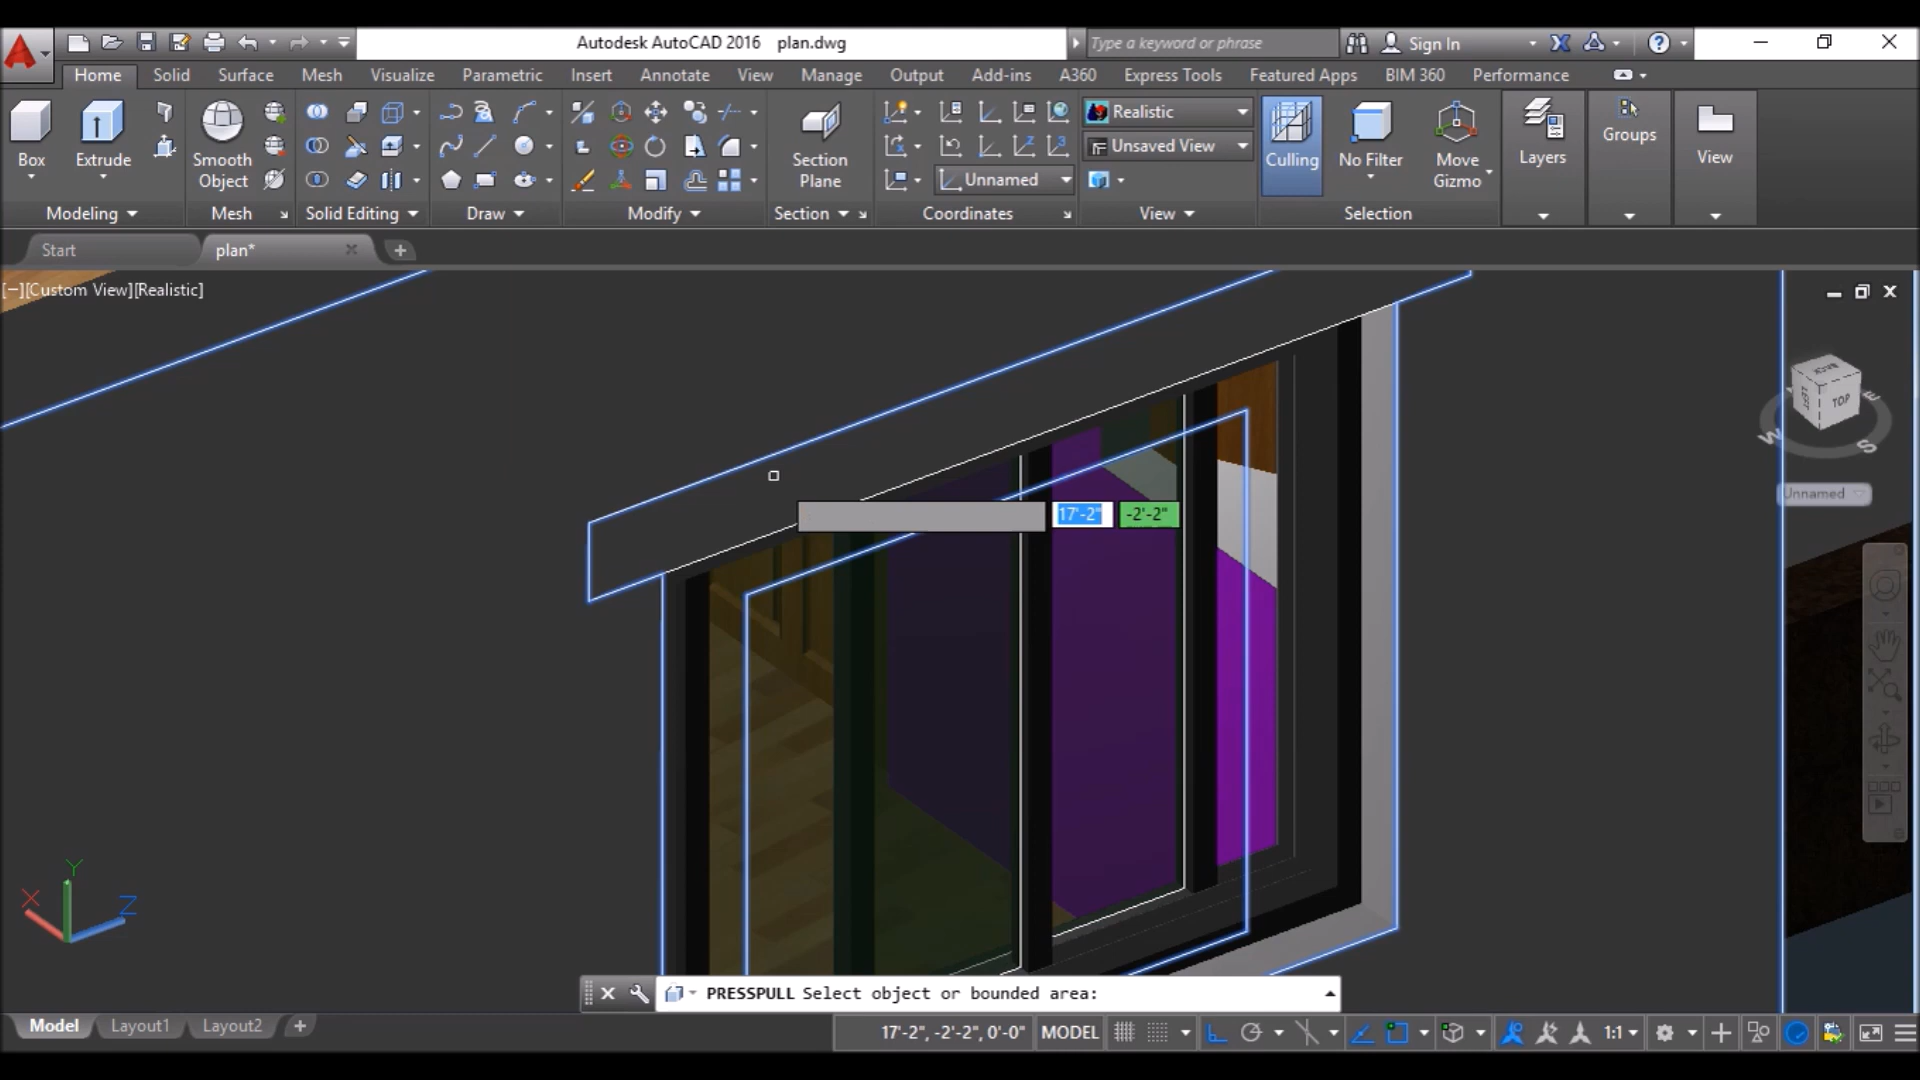 Autodesk AutoCAD 2016 plan.dwg
Type a keyword or phrase
Sign In
Home Solid Surface Mesh Visualize Parametric Insert Annotate View Manage Output Add-ins A360 Express Tools Featured Apps BIM 360 Performance
Box
Extrude
Smooth Object
Section Plane
Unnamed
Realistic
Unsaved View
Culling
No Filter
Move Gizmo
Layers
Groups
View
Modeling Mesh Solid Editing Draw Modify Section Coordinates View Selection
Start plan*
[−][Custom View][Realistic]
TOP
LEFT
BACK
W
S
E
Unnamed
17'-2" -2'-2"
Y
X
Z
PRESSPULL Select object or bounded area:
Model Layout1 Layout2
17'-2", -2'-2", 0'-0" MODEL 1:1